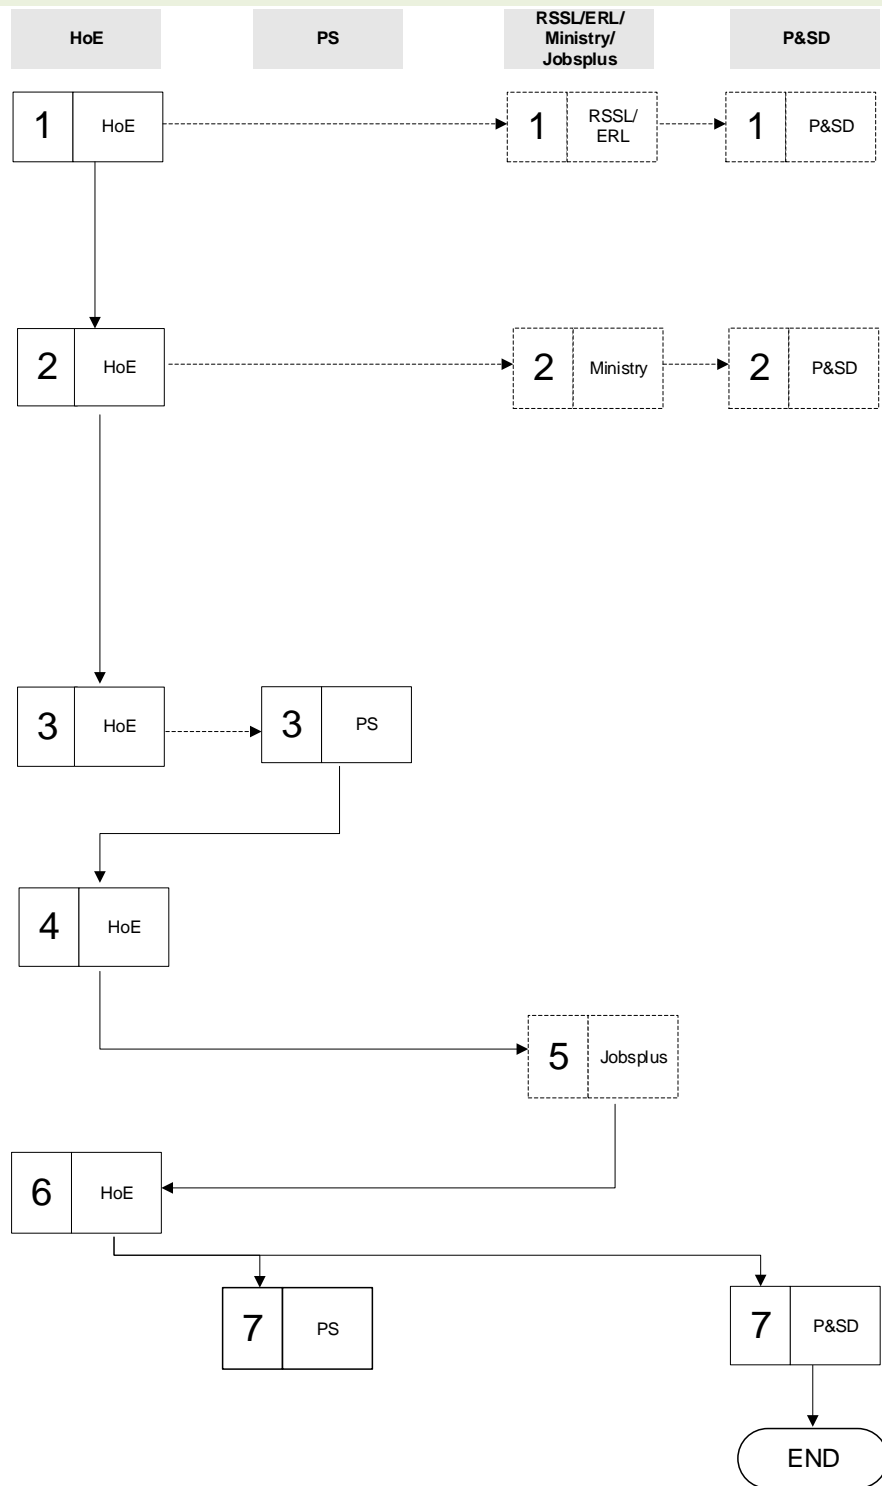 HoE
PS
RSSL/ERL/
Ministry/
Jobsplus
P&SD
1 HoE
1 RSSL/
ERL
1 P&SD
2 HoE
2 Ministry
2 P&SD
3 HoE
3 PS
4 HoE
5 Jobsplus
6 HoE
7 PS
7 P&SD
END